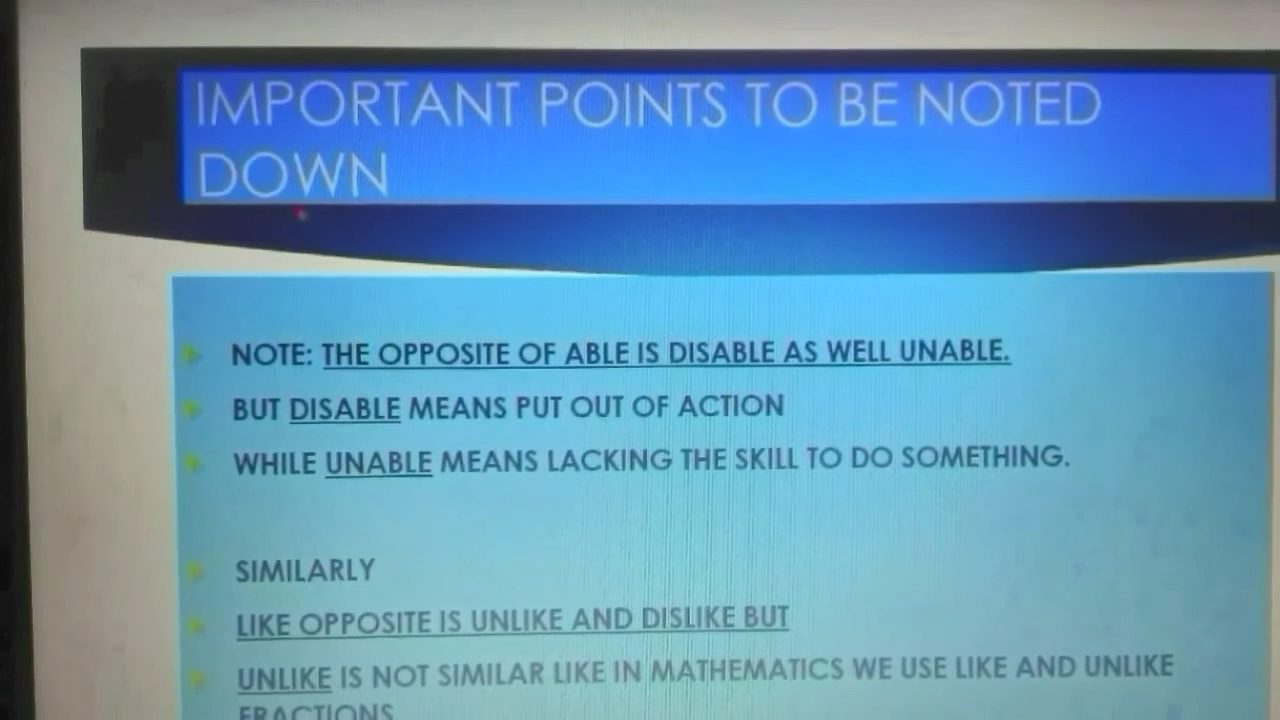 IMPORTANT POINTS TO BE NOTED
DOWN
NOTE: THE OPPOSITE OF ABLE IS DISABLE AS WELL UNABLE.
BUT DISABLE MEANS PUT OUT OF ACTION
WHILE UNABLE MEANS LACKING THE SKILL TO DO SOMETHING.
SIMILARLY
LIKE OPPOSITE IS UNLIKE AND DISLIKE BUT
UNLIKE IS NOT SIMILAR LIKE IN MATHEMATICS WE USE LIKE AND UNLIKE
FRACTIONS